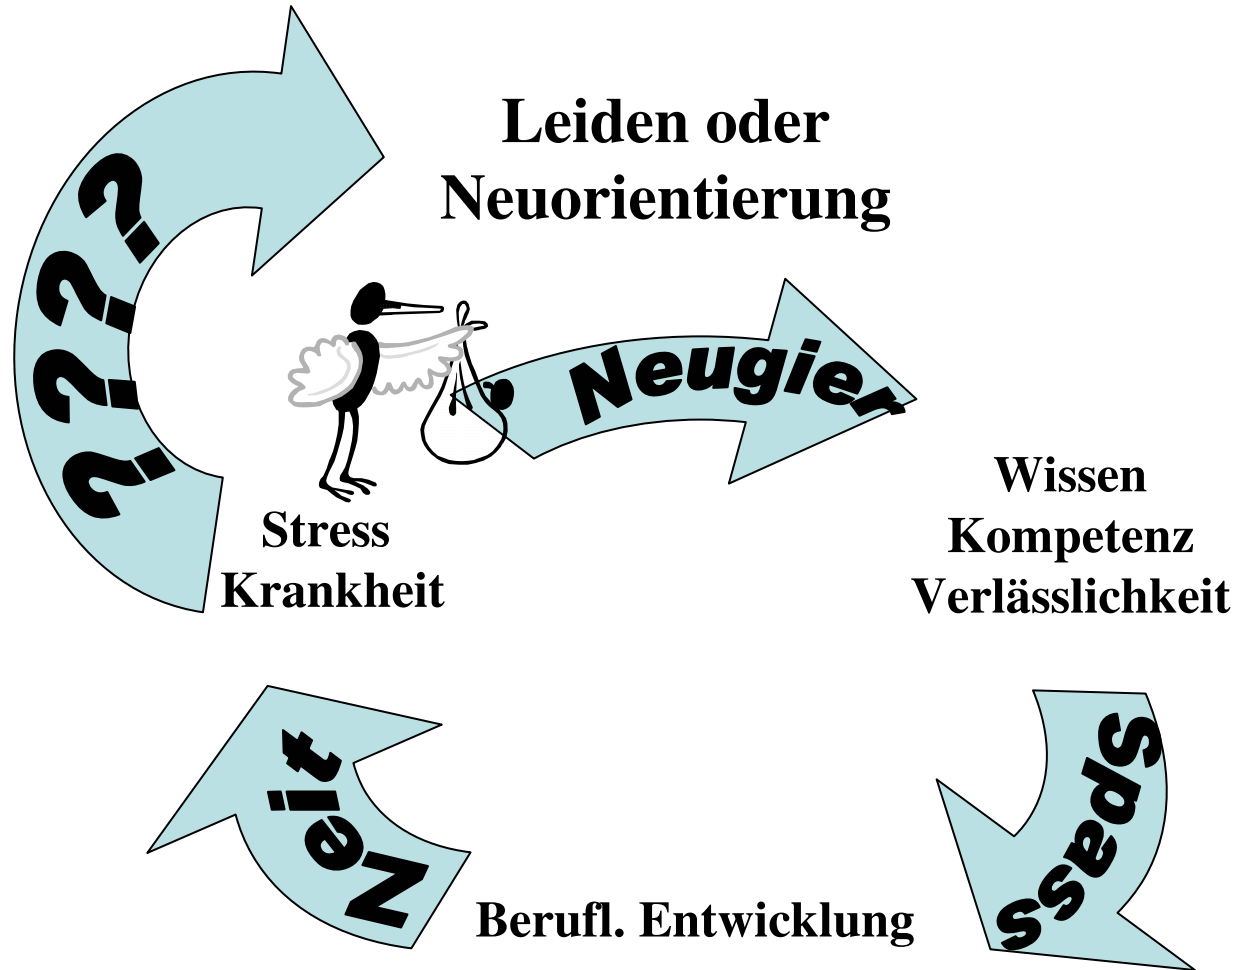 Leiden oder
Neuorientierung
????
Neugier
Stress
Krankheit
Wissen
Kompetenz
Verlässlichkeit
Zeit
Spass
Berufl. Entwicklung